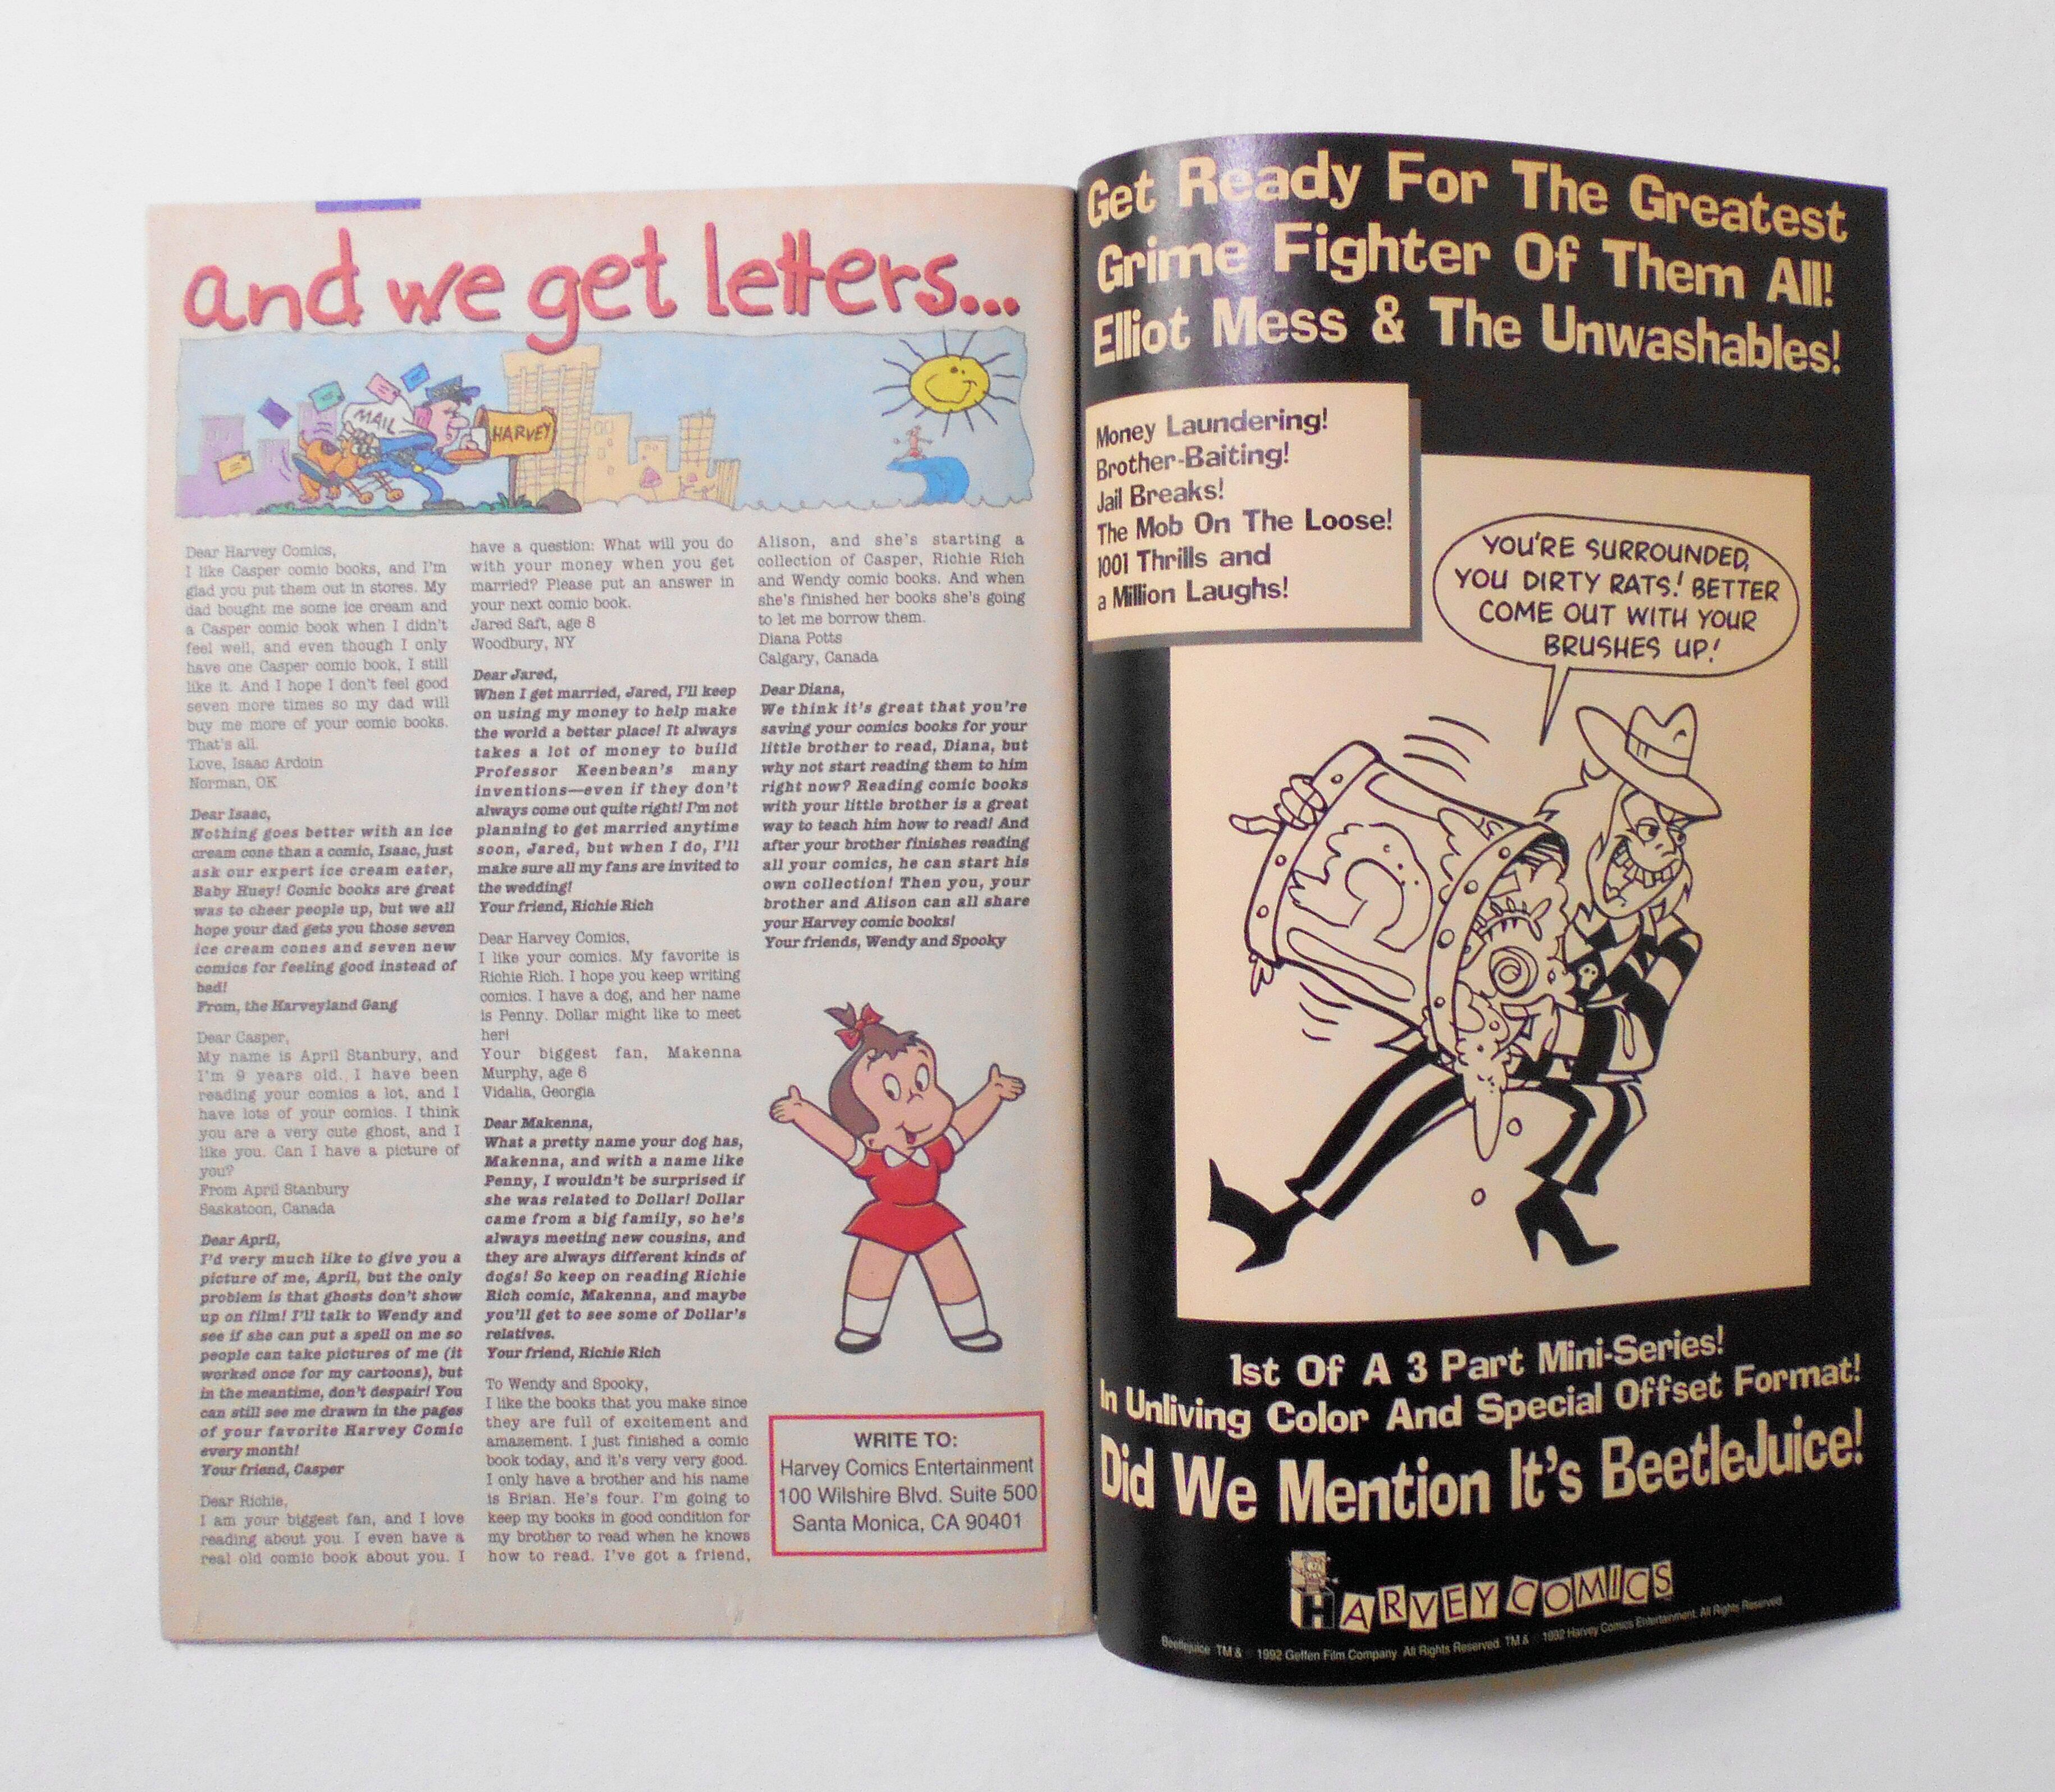 and we get letters...
MAIL
HARVEY
Dear Harvey Comics,
I like Casper comic books, and I'm
glad you put them out in stores. My
dad bought me some ice cream and
a Casper comic book when I didn't
feel well, and even though I only
have one Casper comic book, I still
like it. And I hope I don't feel good
seven more times so my dad will
buy me more of your comic books.
That's all.
Love, Isaac Ardoin
Norman, OK
Dear Isaac,
Nothing goes better with an ice
cream cone than a comic, Isaac, just
ask our expert ice cream eater,
Baby Huey! Comic books are great
was to cheer people up, but we all
hope your dad gets you those seven
ice cream cones and seven new
comics for feeling good instead of
bad!
From, the Harveyland Gang
Dear Casper,
My name is April Stanbury, and
I'm 9 years old. I have been
reading your comics a lot, and I
have lots of your comics. I think
you are a very cute ghost, and I
like you. Can I have a picture of
you?
From April Stanbury
Saskatoon, Canada
Dear April,
I'd very much like to give you a
picture of me, April, but the only
problem is that ghosts don't show
up on film! I'll talk to Wendy and
see if she can put a spell on me so
people can take pictures of me (it
worked once for my cartoons), but
in the meantime, don't despair! You
can still see me drawn in the pages
of your favorite Harvey Comic
every month!
Your friend, Casper
Dear Richie,
I am your biggest fan, and I love
reading about you. I even have a
real old comic book about you. I
have a question: What will you do
with your money when you get
married? Please put an answer in
your next comic book.
Jared Saft, age 8
Woodbury, NY
Dear Jared,
When I get married, Jared, I'll keep
on using my money to help make
the world a better place! It always
takes a lot of money to build
Professor Keenbean's many
inventions—even if they don't
always come out quite right! I'm not
planning to get married anytime
soon, Jared, but when I do, I'll
make sure all my fans are invited to
the wedding!
Your friend, Richie Rich
Dear Harvey Comics,
I like your comics. My favorite is
Richie Rich. I hope you keep writing
comics. I have a dog, and her name
is Penny. Dollar might like to meet
her!
Your biggest fan, Makenna
Murphy, age 6
Vidalia, Georgia
Dear Makenna,
What a pretty name your dog has,
Makenna, and with a name like
Penny, I wouldn't be surprised if
she was related to Dollar! Dollar
came from a big family, so he's
always meeting new cousins, and
they are always different kinds of
dogs! So keep on reading Richie
Rich comic, Makenna, and maybe
you'll get to see some of Dollar's
relatives.
Your friend, Richie Rich
To Wendy and Spooky,
I like the books that you make since
they are full of excitement and
amazement. I just finished a comic
book today, and it's very very good.
I only have a brother and his name
is Brian. He's four. I'm going to
keep my books in good condition for
my brother to read when he knows
how to read. I've got a friend,
Alison, and she's starting a
collection of Casper, Richie Rich
and Wendy comic books. And when
she's finished her books she's going
to let me borrow them.
Diana Potts
Calgary, Canada
Dear Diana,
We think it's great that you're
saving your comics books for your
little brother to read, Diana, but
why not start reading them to him
right now? Reading comic books
with your little brother is a great
way to teach him how to read! And
after your brother finishes reading
all your comics, he can start his
own collection! Then you, your
brother and Alison can all share
your Harvey comic books!
Your friends, Wendy and Spooky
WRITE TO:
Harvey Comics Entertainment
100 Wilshire Blvd. Suite 500
Santa Monica, CA 90401
Get Ready For The Greatest
Grime Fighter Of Them All!
Elliot Mess & The Unwashables!
Money Laundering!
Brother-Baiting!
Jail Breaks!
The Mob On The Loose!
1001 Thrills and
a Million Laughs!
YOU'RE SURROUNDED,
YOU DIRTY RATS! BETTER
COME OUT WITH YOUR
BRUSHES UP!
1st Of A 3 Part Mini-Series!
In Unliving Color And Special Offset Format!
Did We Mention It's BeetleJuice!
HARVEY COMICS
Beetlejuice TM & © 1992 Geffen Film Company All Rights Reserved. TM & © 1992 Harvey Comics Entertainment. All Rights Reserved.